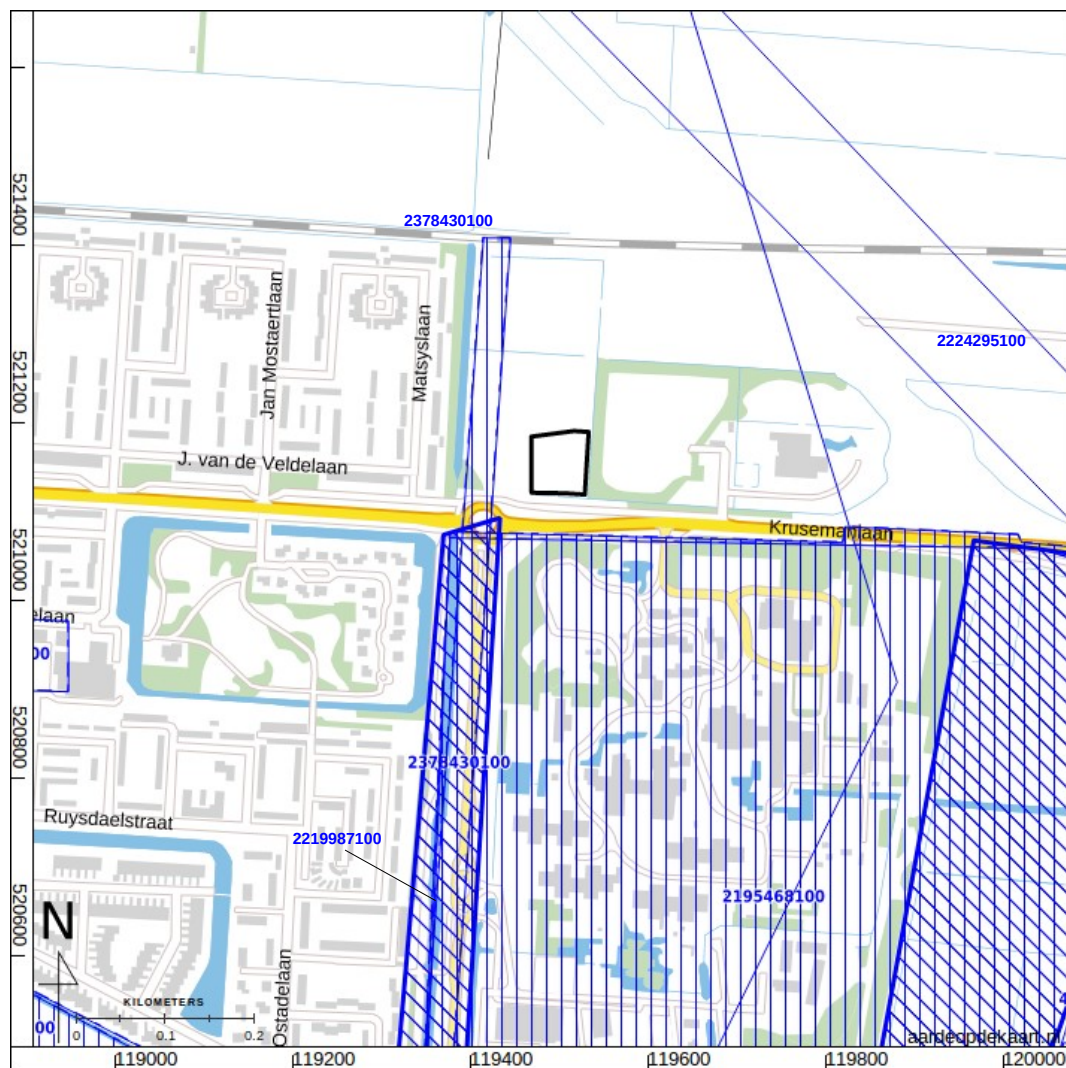 2378430100
521400
Jan Mostaertlaan
Matsyslaan
2224295100
521200
J. van de Veldelaan
Krusemanlaan
521000
elaan
00
520800
2378430100
Ruysdaelstraat
2219987100
2195468100
520600
N
Ostadelaan
KILOMETERS
0 0.1 0.2
00
4
aardeopdekaart.nl
119000 119200 119400 119600 119800 120000